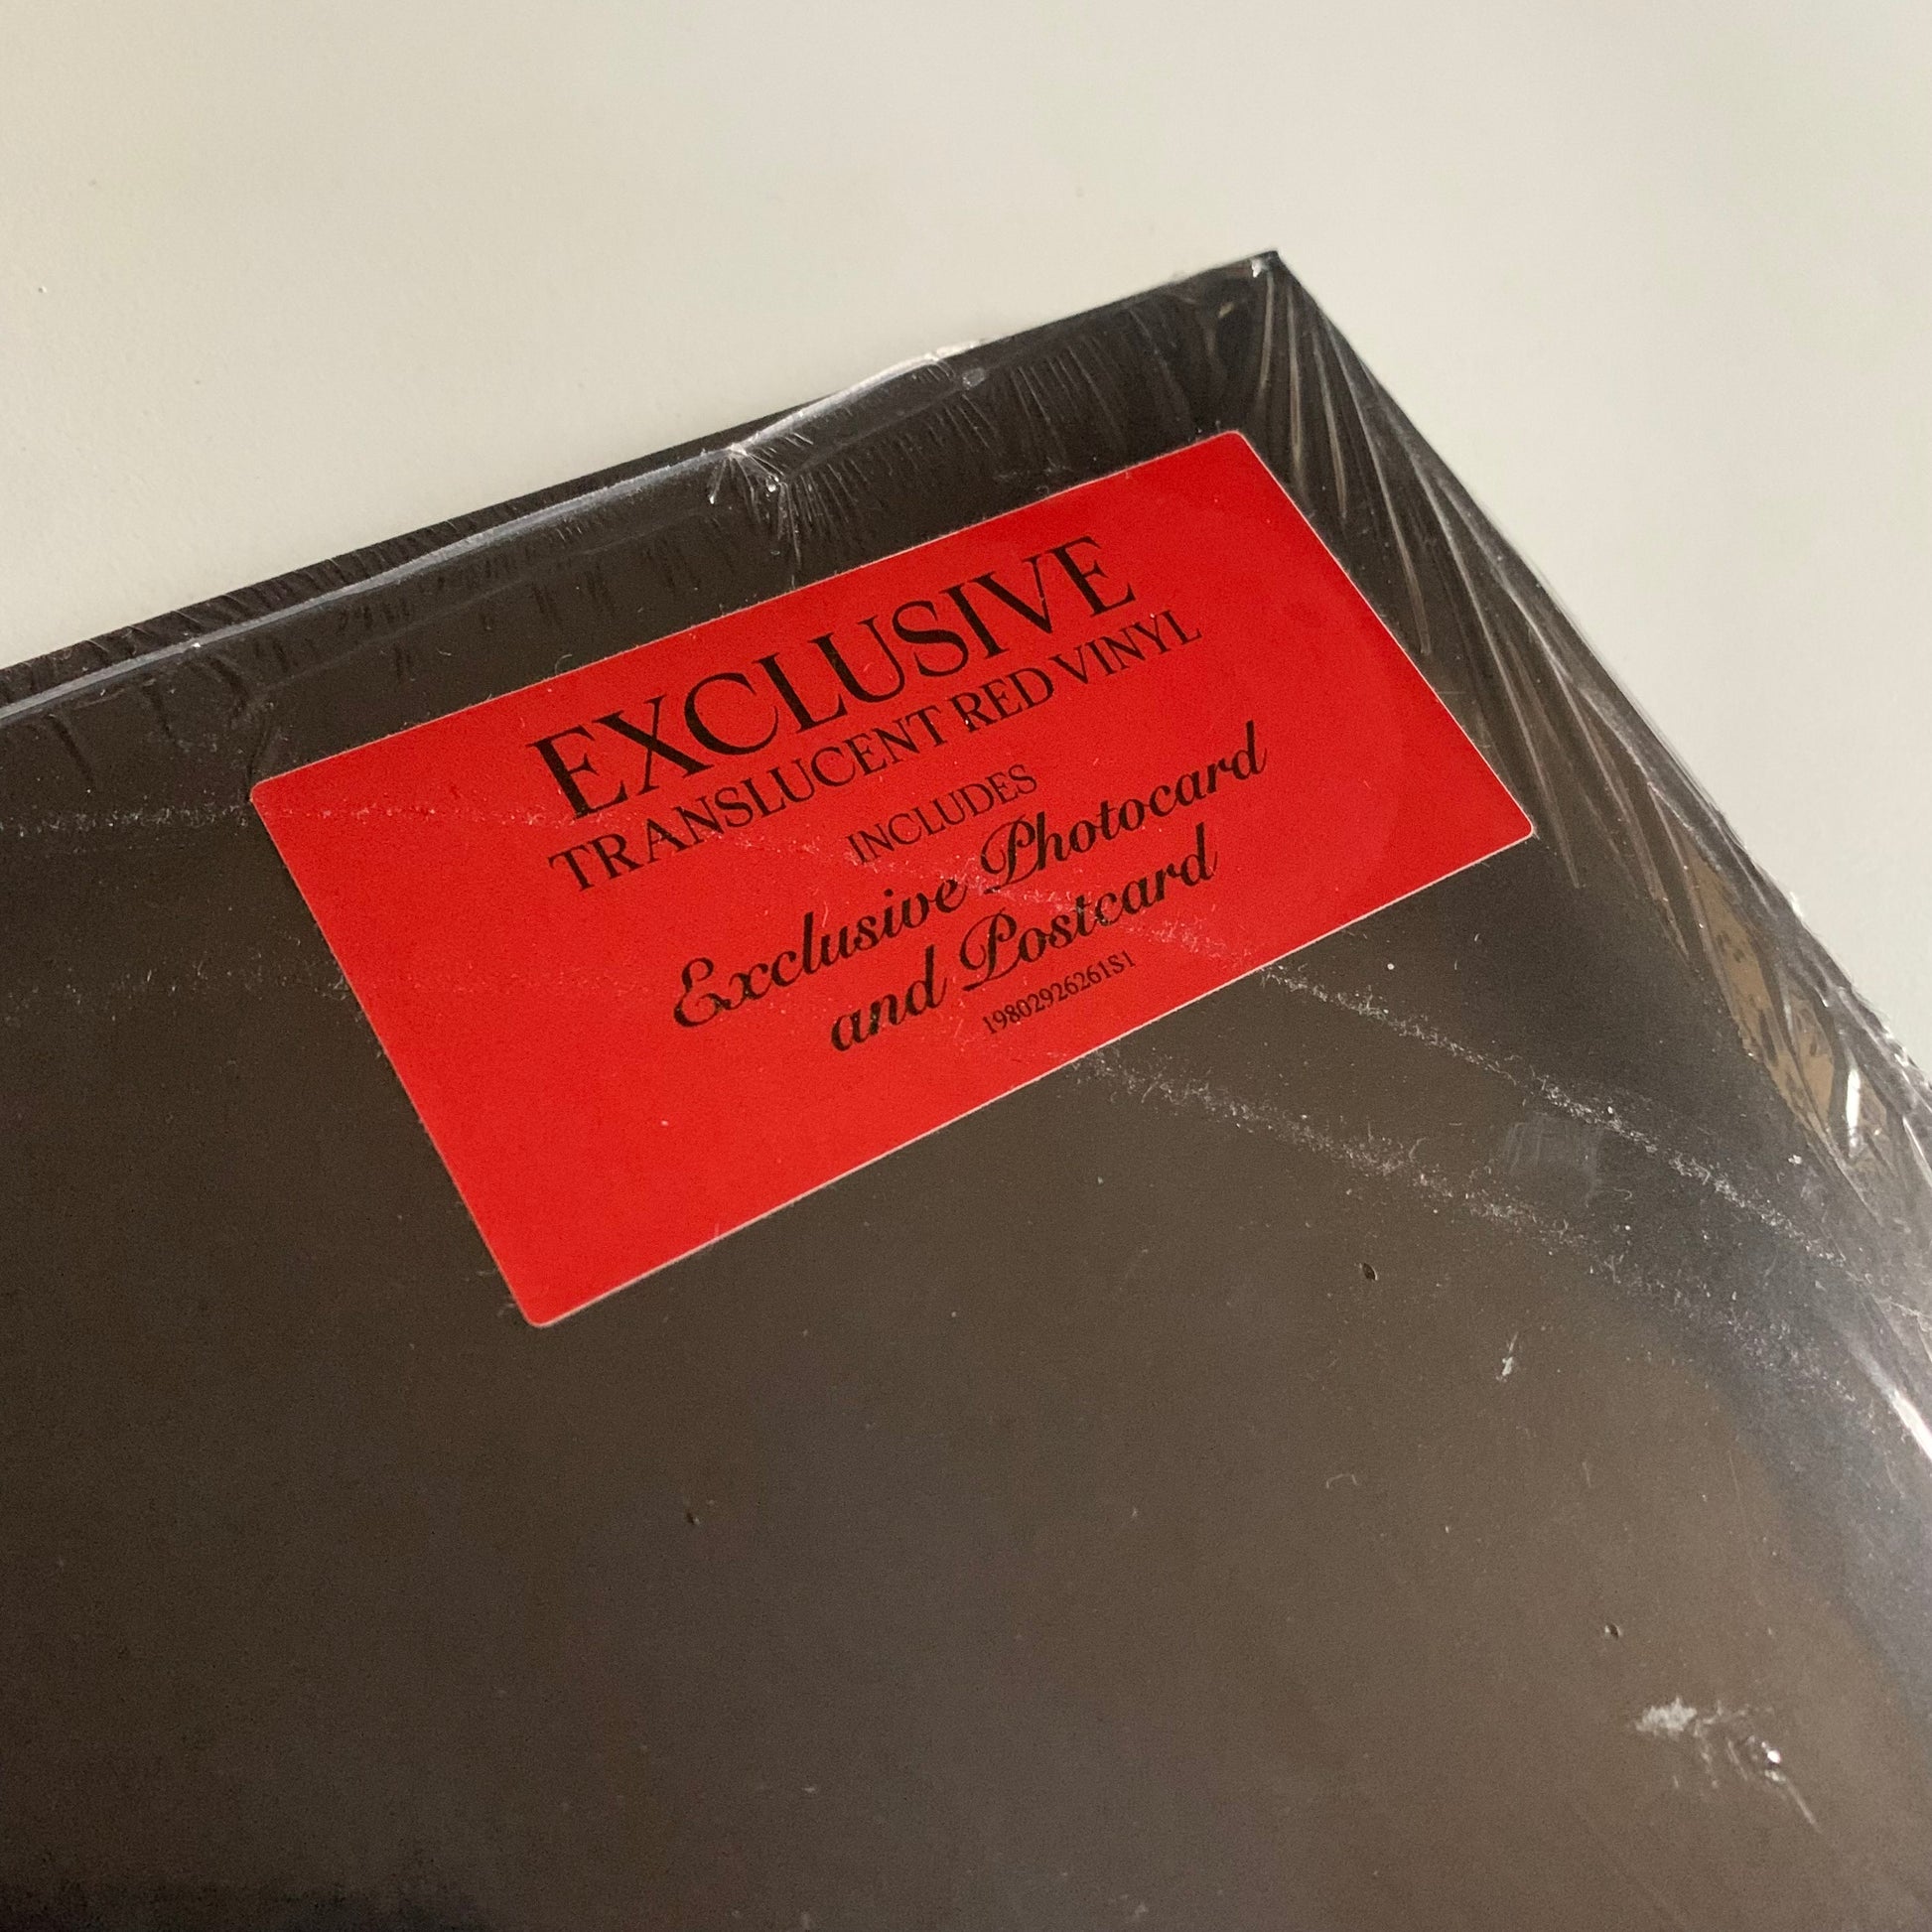 EXCLUSIVE
TRANSLUCENT RED VINYL
INCLUDES
Exclusive Photocard
and Postcard
19802926261S1